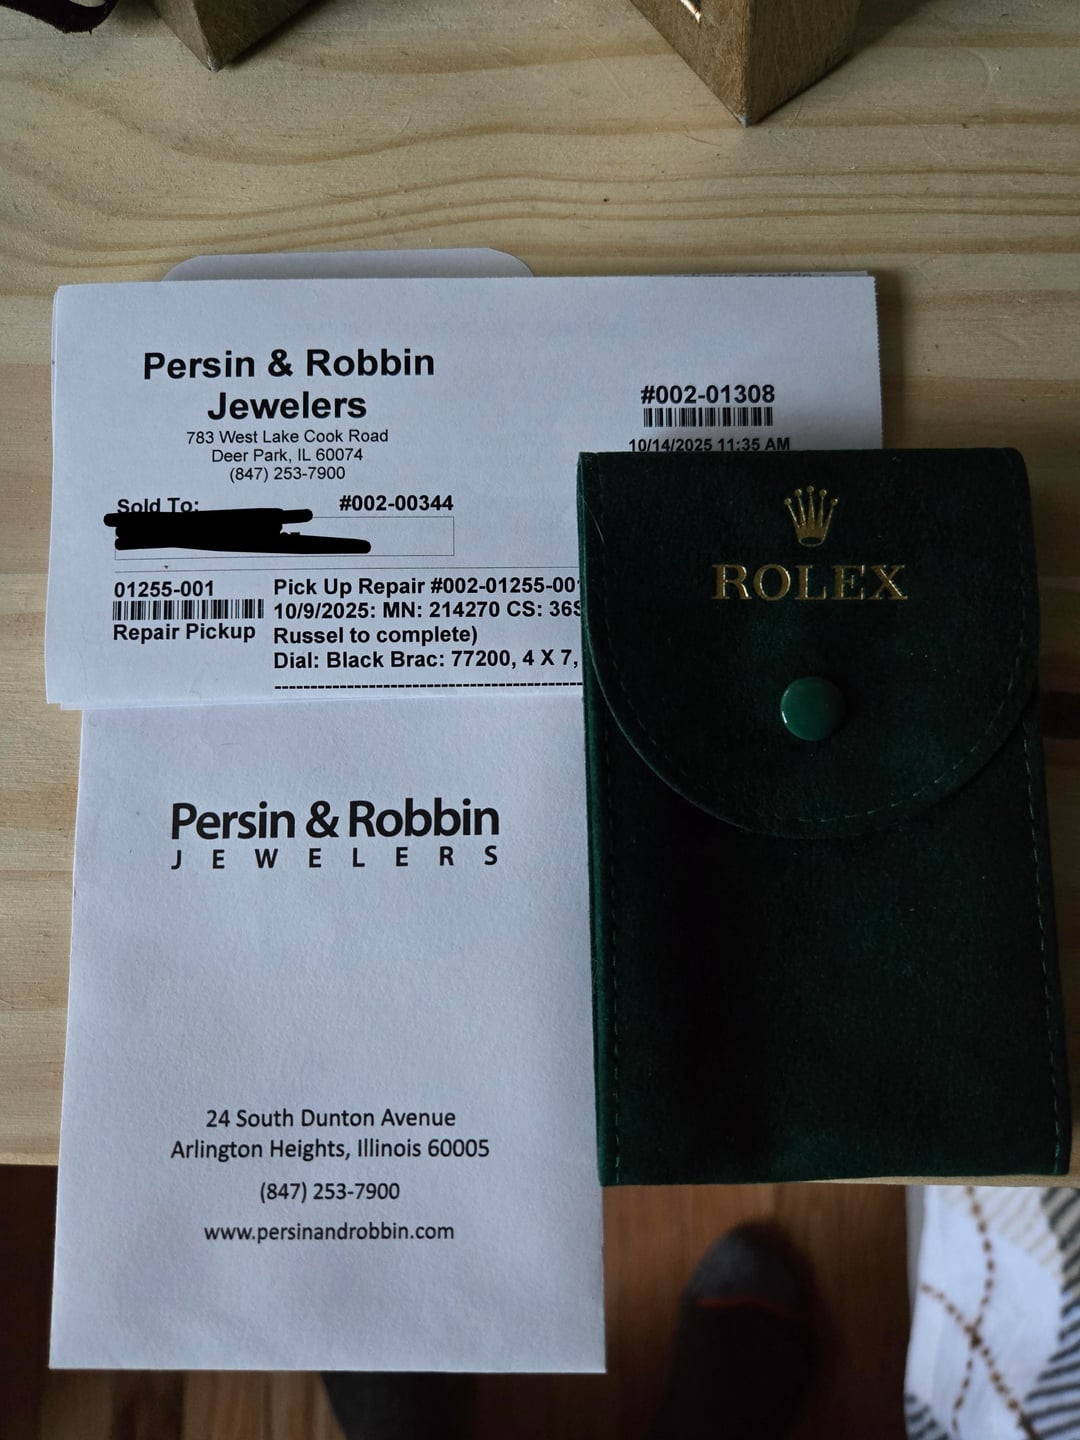 Persin & Robbin
Jewelers
783 West Lake Cook Road
Deer Park, IL 60074
(847) 253-7900
#002-01308
10/14/2025 11:35 AM
Sold To:
#002-00344
01255-001
Repair Pickup
Pick Up Repair #002-01255-00
10/9/2025: MN: 214270 CS: 36S
Russel to complete)
Dial: Black Brac: 77200, 4 X 7,
ROLEX
Persin & Robbin
JEWELERS
24 South Dunton Avenue
Arlington Heights, Illinois 60005
(847) 253-7900
www.persinandrobbin.com